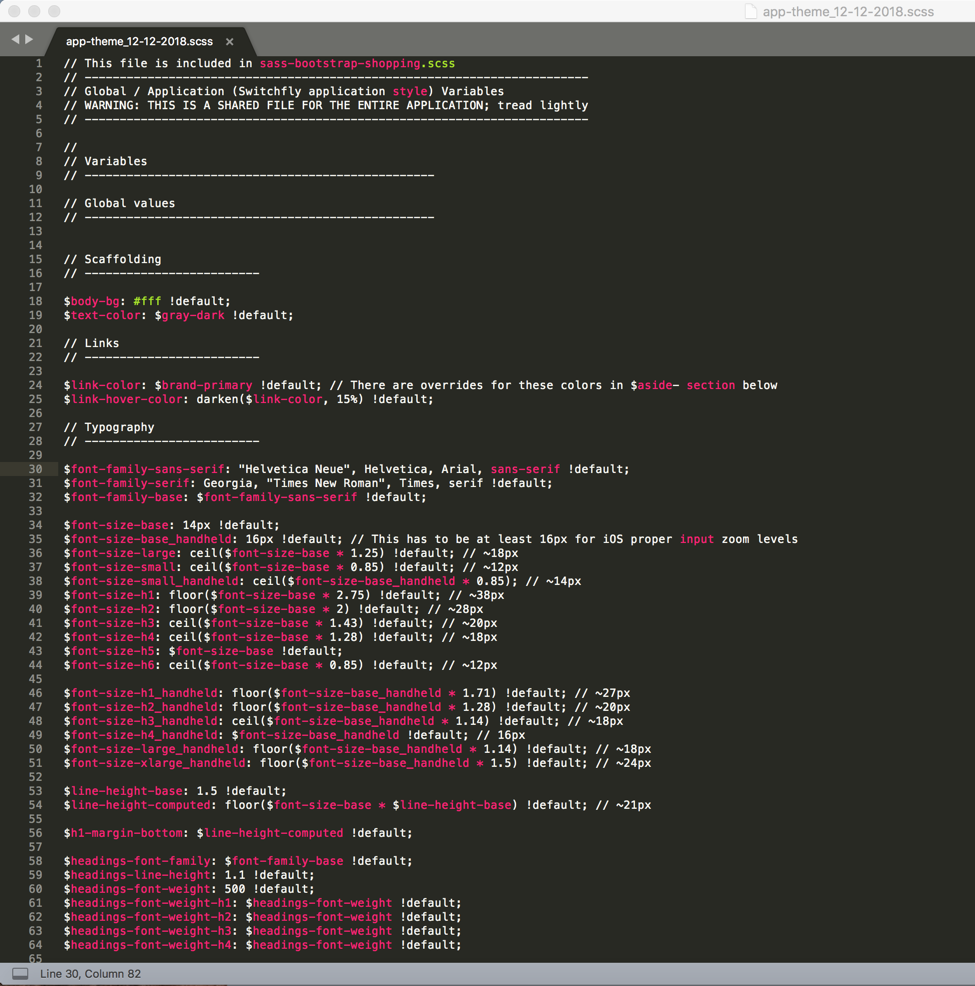 app-theme_12-12-2018.scss
app-theme_12-12-2018.scss ×
1 // This file is included in sass-bootstrap-shopping.scss
2 // ------------------------------------------------------------------------
3 // Global / Application (Switchfly application style) Variables
4 // WARNING: THIS IS A SHARED FILE FOR THE ENTIRE APPLICATION; tread lightly
5 // ------------------------------------------------------------------------
6
7 //
8 // Variables
9 // --------------------------------------------------
10
11 // Global values
12 // --------------------------------------------------
13
14
15 // Scaffolding
16 // -------------------------
17
18 $body-bg: #fff !default;
19 $text-color: $gray-dark !default;
20
21 // Links
22 // -------------------------
23
24 $link-color: $brand-primary !default; // There are overrides for these colors in $aside- section below
25 $link-hover-color: darken($link-color, 15%) !default;
26
27 // Typography
28 // -------------------------
29
30 $font-family-sans-serif: "Helvetica Neue", Helvetica, Arial, sans-serif !default;
31 $font-family-serif: Georgia, "Times New Roman", Times, serif !default;
32 $font-family-base: $font-family-sans-serif !default;
33
34 $font-size-base: 14px !default;
35 $font-size-base_handheld: 16px !default; // This has to be at least 16px for iOS proper input zoom levels
36 $font-size-large: ceil($font-size-base * 1.25) !default; // ~18px
37 $font-size-small: ceil($font-size-base * 0.85) !default; // ~12px
38 $font-size-small_handheld: ceil($font-size-base_handheld * 0.85); // ~14px
39 $font-size-h1: floor($font-size-base * 2.75) !default; // ~38px
40 $font-size-h2: floor($font-size-base * 2) !default; // ~28px
41 $font-size-h3: ceil($font-size-base * 1.43) !default; // ~20px
42 $font-size-h4: ceil($font-size-base * 1.28) !default; // ~18px
43 $font-size-h5: $font-size-base !default;
44 $font-size-h6: ceil($font-size-base * 0.85) !default; // ~12px
45
46 $font-size-h1_handheld: floor($font-size-base_handheld * 1.71) !default; // ~27px
47 $font-size-h2_handheld: floor($font-size-base_handheld * 1.28) !default; // ~20px
48 $font-size-h3_handheld: ceil($font-size-base_handheld * 1.14) !default; // ~18px
49 $font-size-h4_handheld: $font-size-base_handheld !default; // 16px
50 $font-size-large_handheld: floor($font-size-base_handheld * 1.14) !default; // ~18px
51 $font-size-xlarge_handheld: floor($font-size-base_handheld * 1.5) !default; // ~24px
52
53 $line-height-base: 1.5 !default;
54 $line-height-computed: floor($font-size-base * $line-height-base) !default; // ~21px
55
56 $h1-margin-bottom: $line-height-computed !default;
57
58 $headings-font-family: $font-family-base !default;
59 $headings-line-height: 1.1 !default;
60 $headings-font-weight: 500 !default;
61 $headings-font-weight-h1: $headings-font-weight !default;
62 $headings-font-weight-h2: $headings-font-weight !default;
63 $headings-font-weight-h3: $headings-font-weight !default;
64 $headings-font-weight-h4: $headings-font-weight !default;
65
Line 30, Column 82